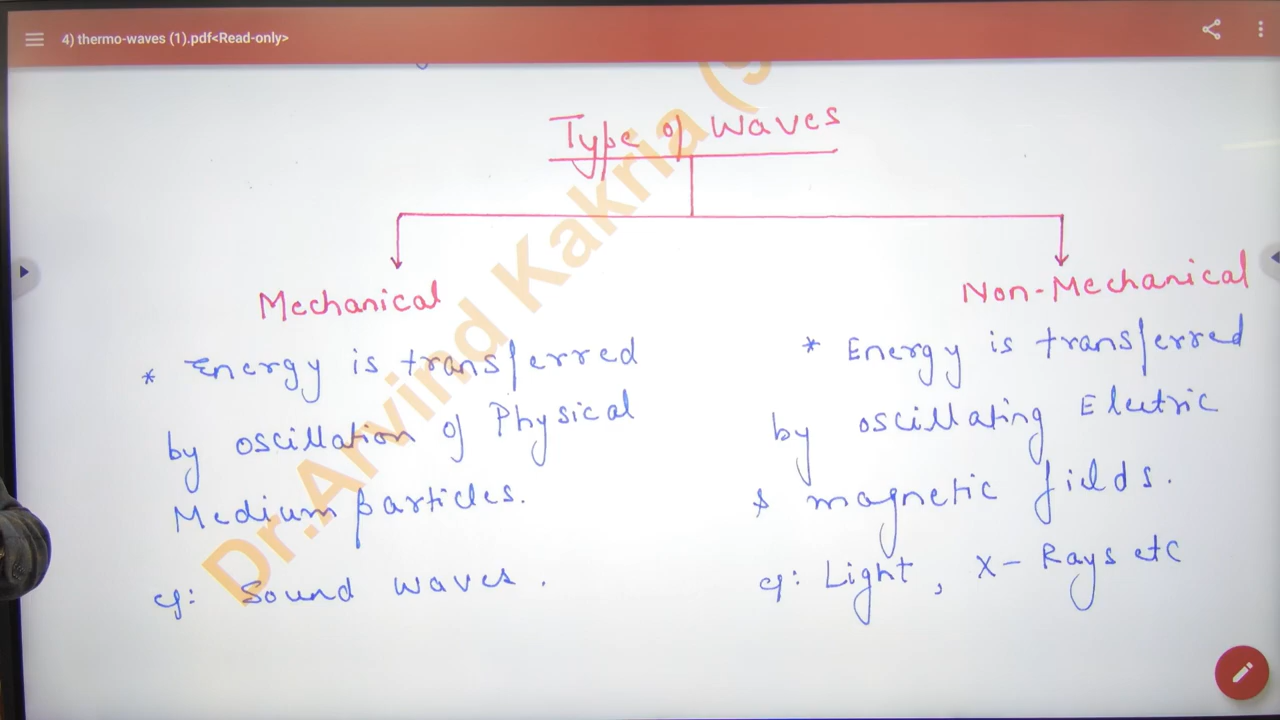 4) thermo-waves (1).pdf<Read-only>
Type of Waves
Mechanical
* Energy is transferred
by oscillation of Physical
Medium particles.
eg: Sound waves.
Non-Mechanical
* Energy is transferred
by oscillating Electric
& magnetic fields.
eg: Light, X-Rays etc
Dr.Arvind Kakria (9